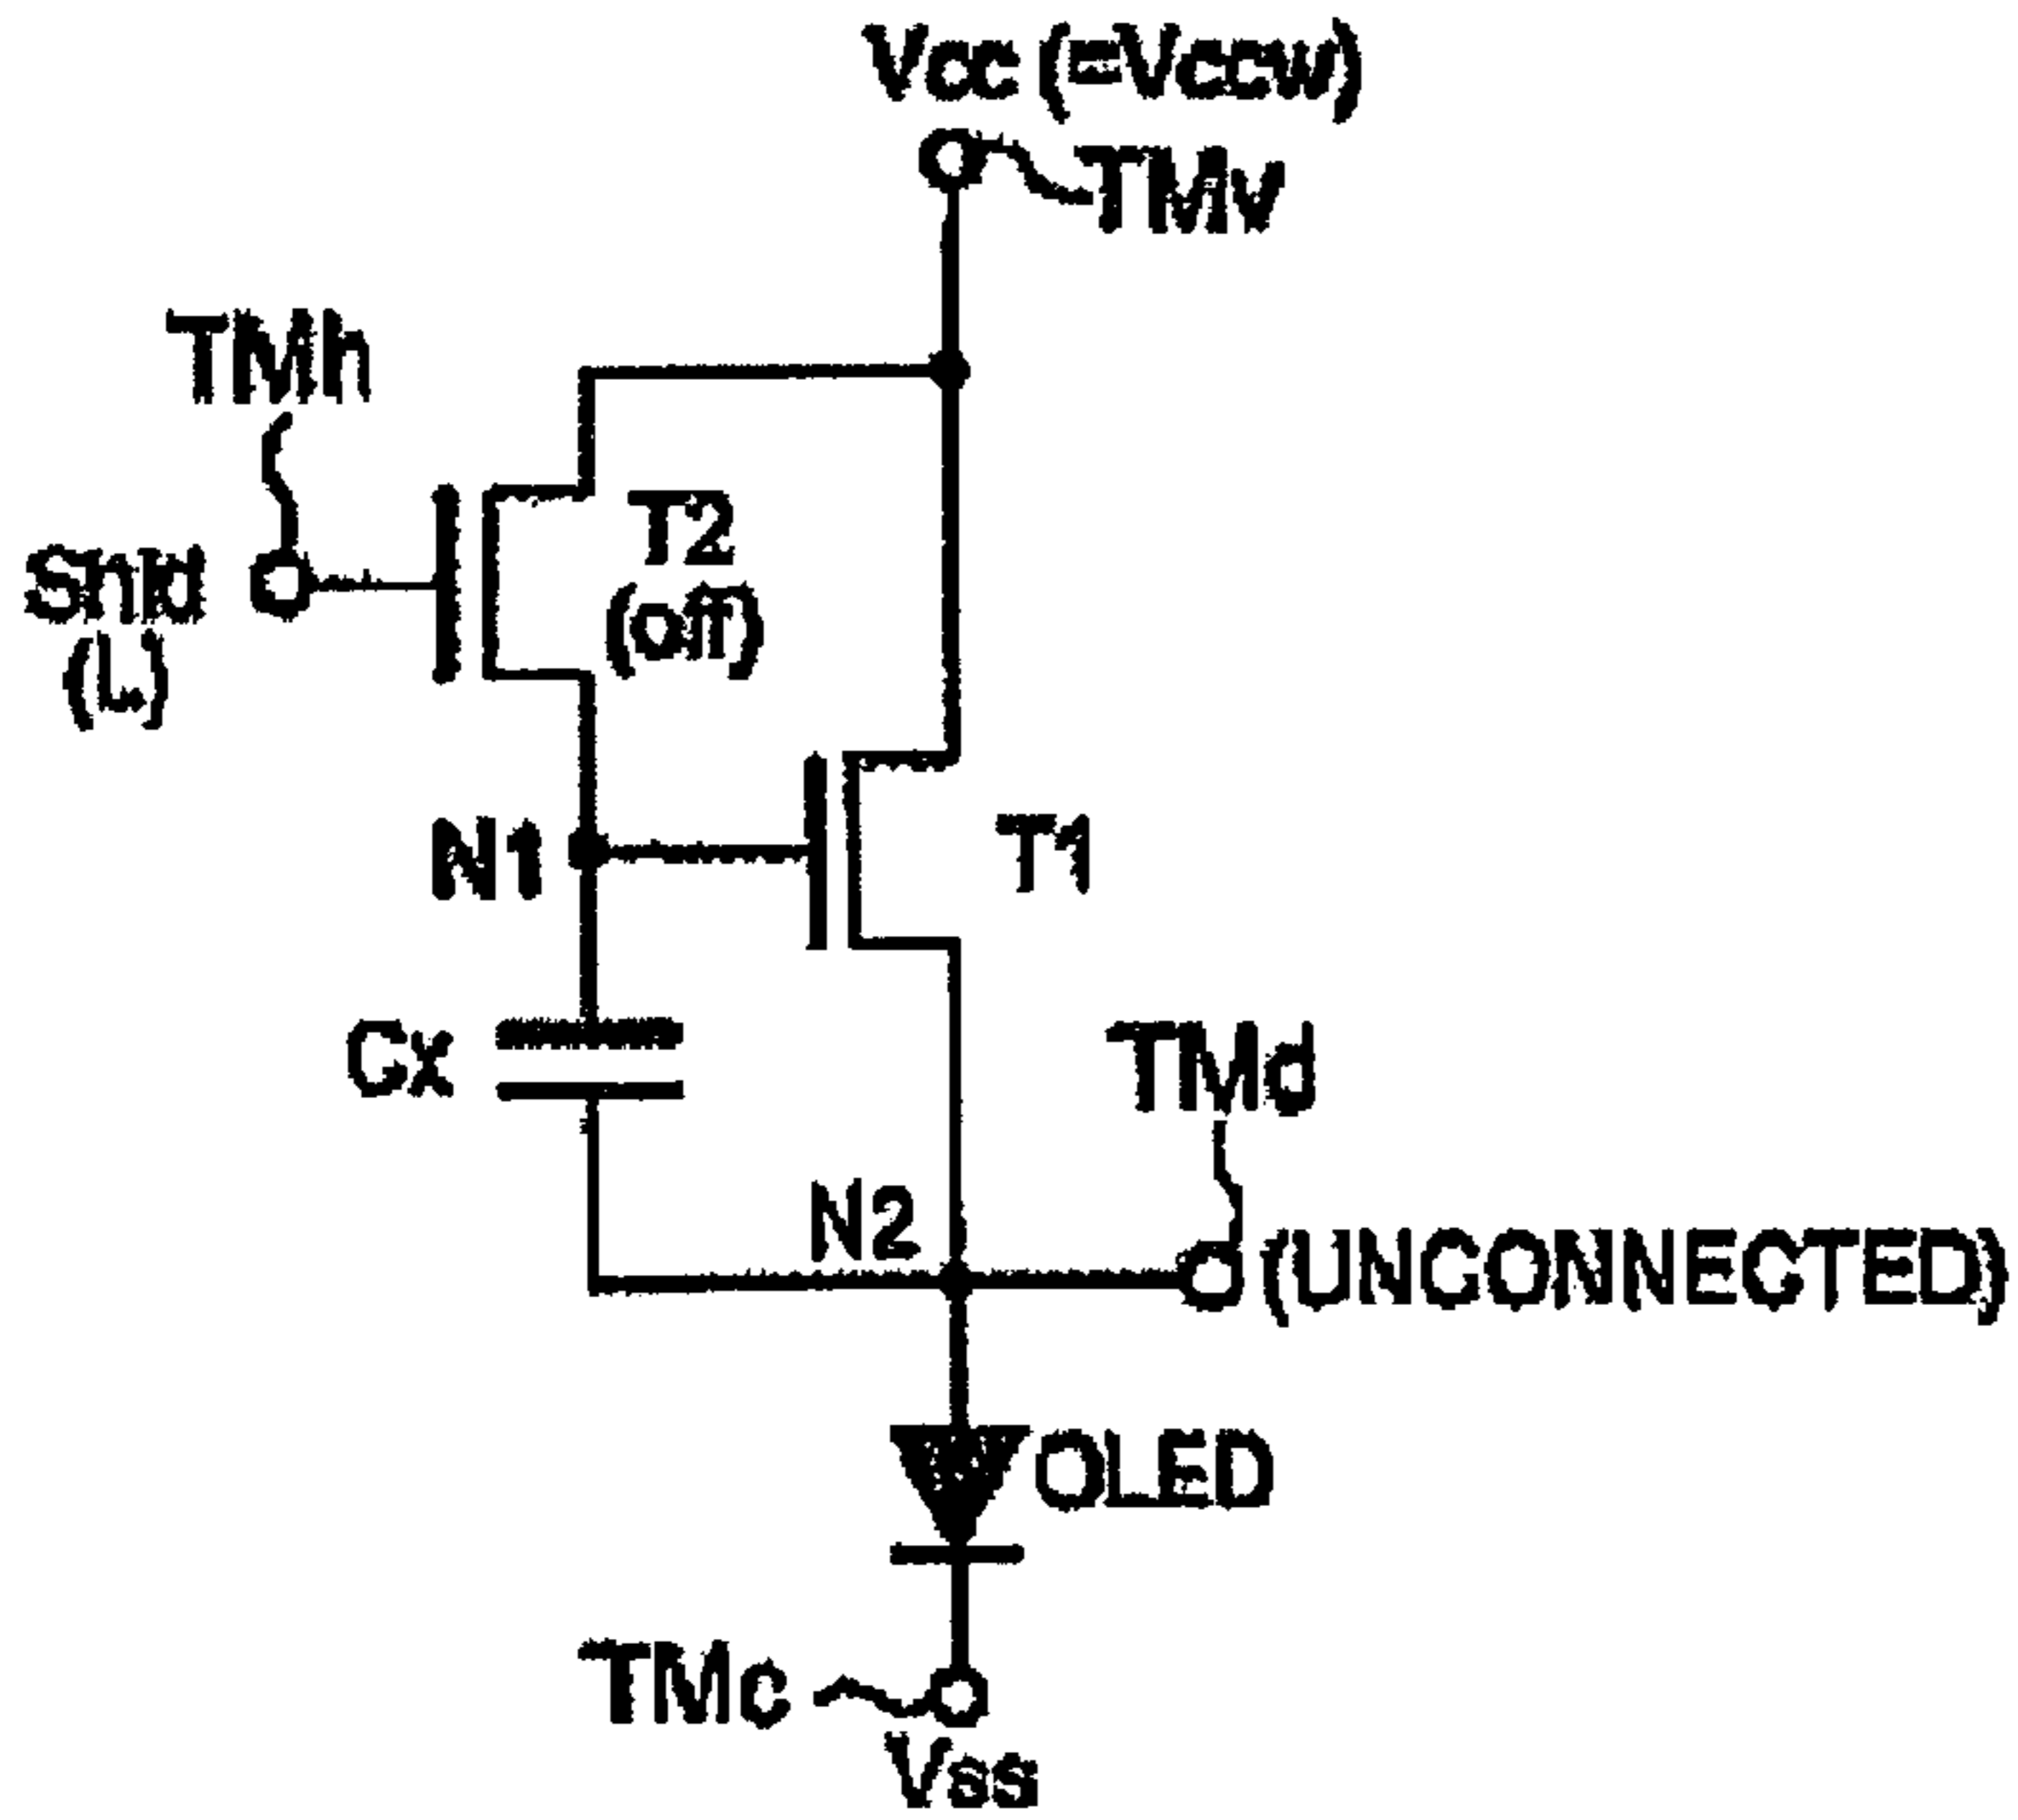 Vcc (=Vccw)
TMv
TMh
T2
(off)
Shld
(L)
N1
T1
Cx
TMd
N2
(UNCONNECTED)
OLED
TMc
Vss